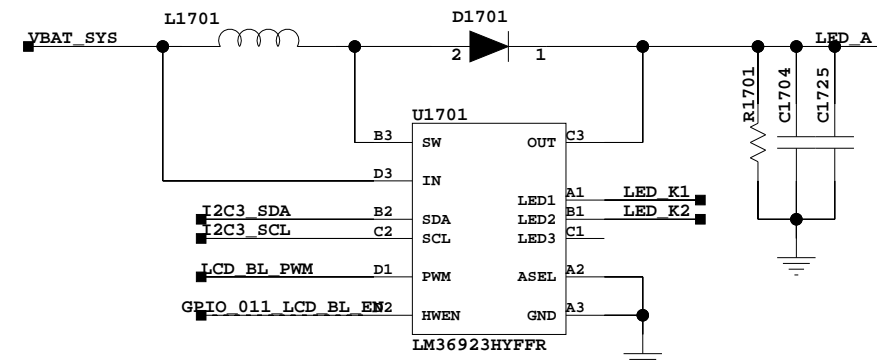 L1701
D1701
VBAT_SYS
LED_A
2
1
R1701
C1704
C1725
U1701
B3 SW OUT C3
D3 IN
LED1 A1 LED_K1
I2C3_SDA B2 SDA LED2 B1 LED_K2
I2C3_SCL C2 SCL LED3 C1
LCD_BL_PWM D1 PWM ASEL A2
GPIO_011_LCD_BL_EN HWEN GND A3
LM36923HYFFR